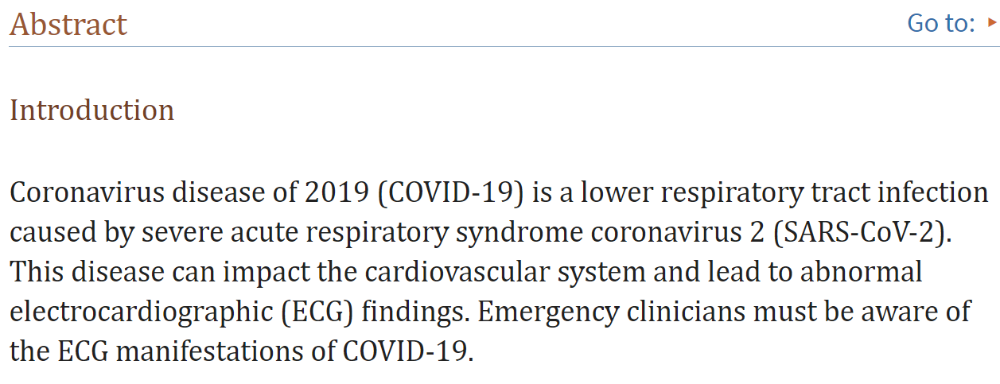 Abstract
Go to:
Introduction
Coronavirus disease of 2019 (COVID-19) is a lower respiratory tract infection
caused by severe acute respiratory syndrome coronavirus 2 (SARS-CoV-2).
This disease can impact the cardiovascular system and lead to abnormal
electrocardiographic (ECG) findings. Emergency clinicians must be aware of
the ECG manifestations of COVID-19.